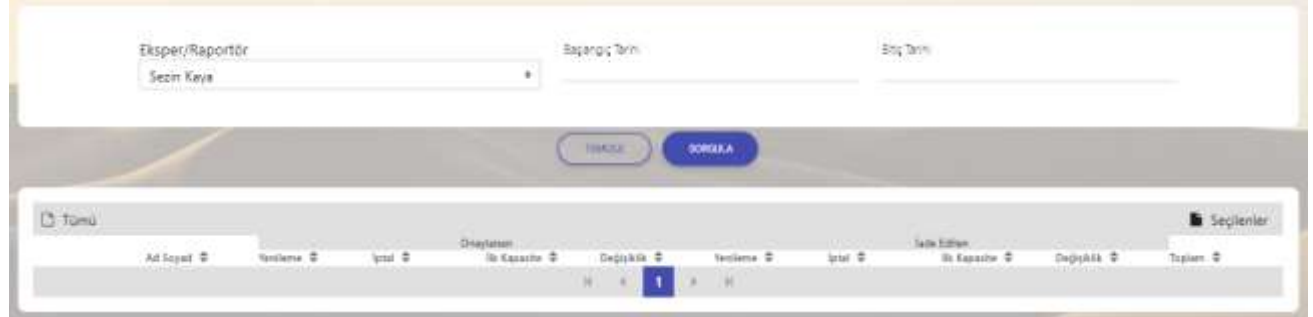 Eksper/Raportör
Başangıç Tarihi
Bitiş Tarihi
Sezin Kaya
TEMİZLE SORGULA
Tümü Seçilenler
Onaylanan İade Edilen
Ad Soyad Yenileme İptal İlk Kapasite Değişiklik Yenileme İptal İlk Kapasite Değişiklik Toplam
1